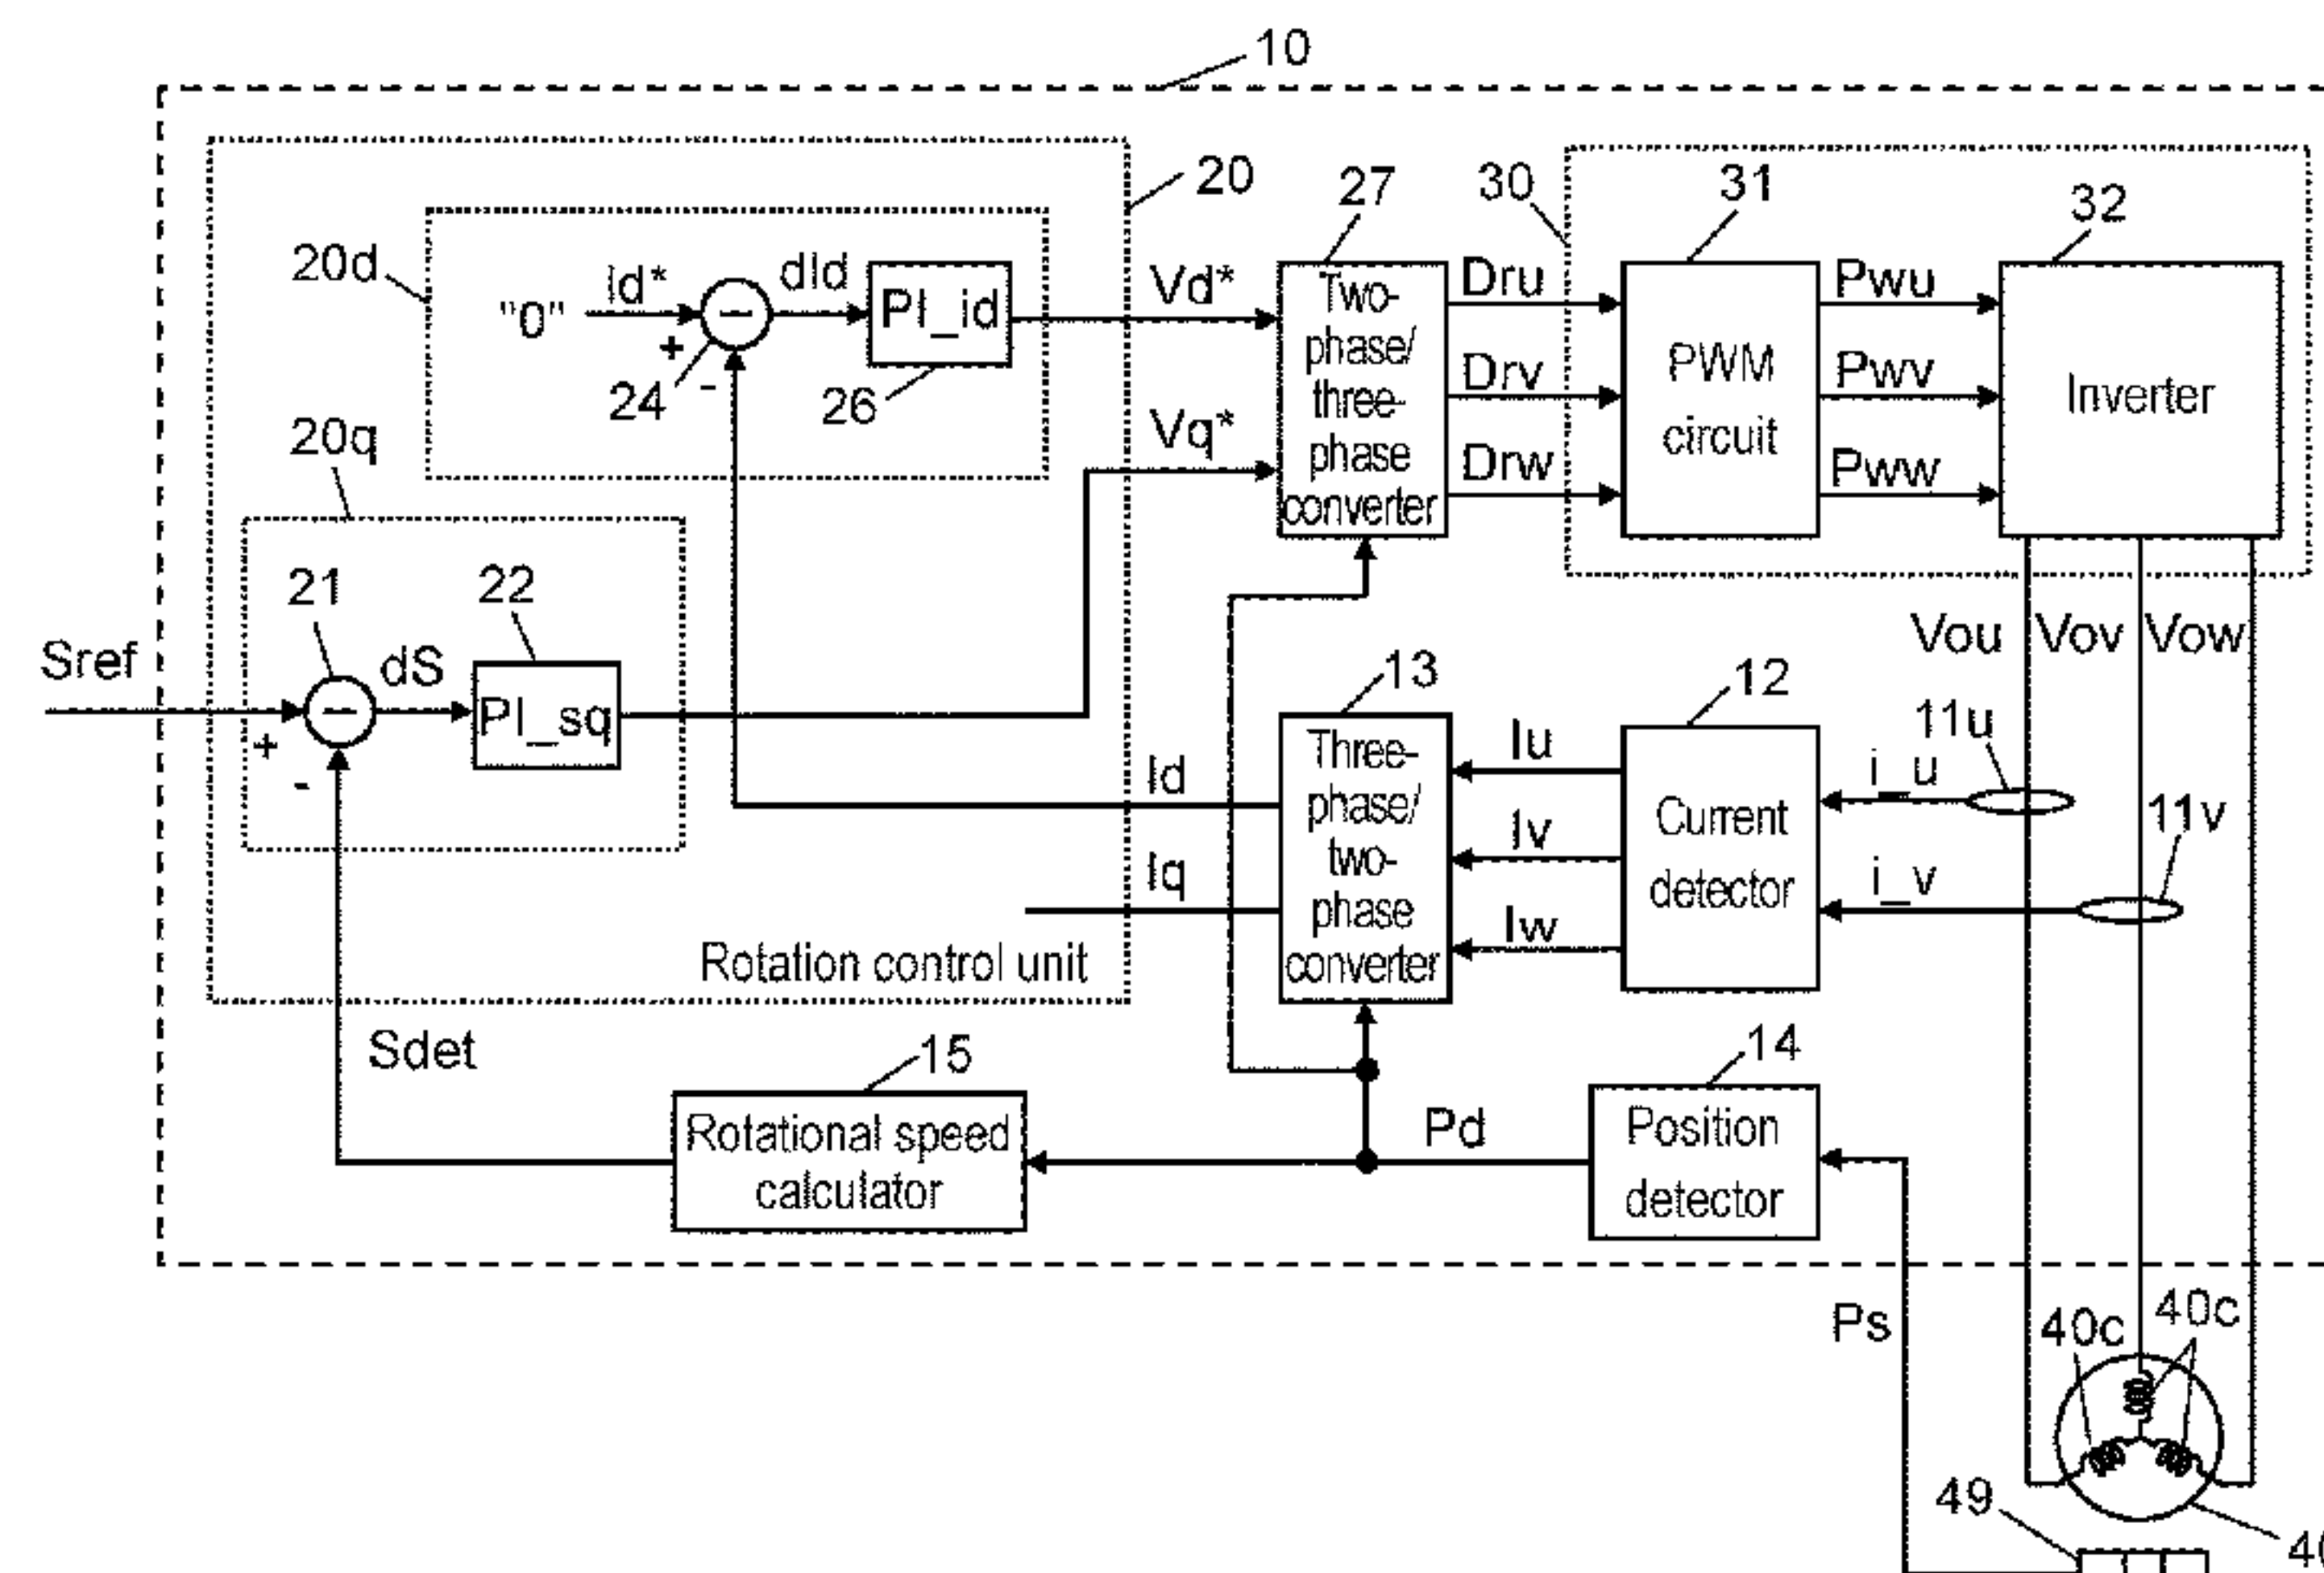 10
20
27
30
31
32
20d
"0"
Id*
dId
PI_id
+
-
24
26
Vd*
Vq*
Two-
phase/
three-
phase
converter
Dru
Drv
Drw
PWM
circuit
Pwu
Pwv
Pww
Inverter
20q
21
22
Sref
dS
PI_sq
+
-
Vou
Vov
Vow
13
12
11u
11v
Id
Iq
Three-
phase/
two-
phase
converter
Iu
Iv
Iw
Current
detector
i_u
i_v
Rotation control unit
Sdet
15
Rotational speed
calculator
Pd
14
Position
detector
Ps
40c
40c
49